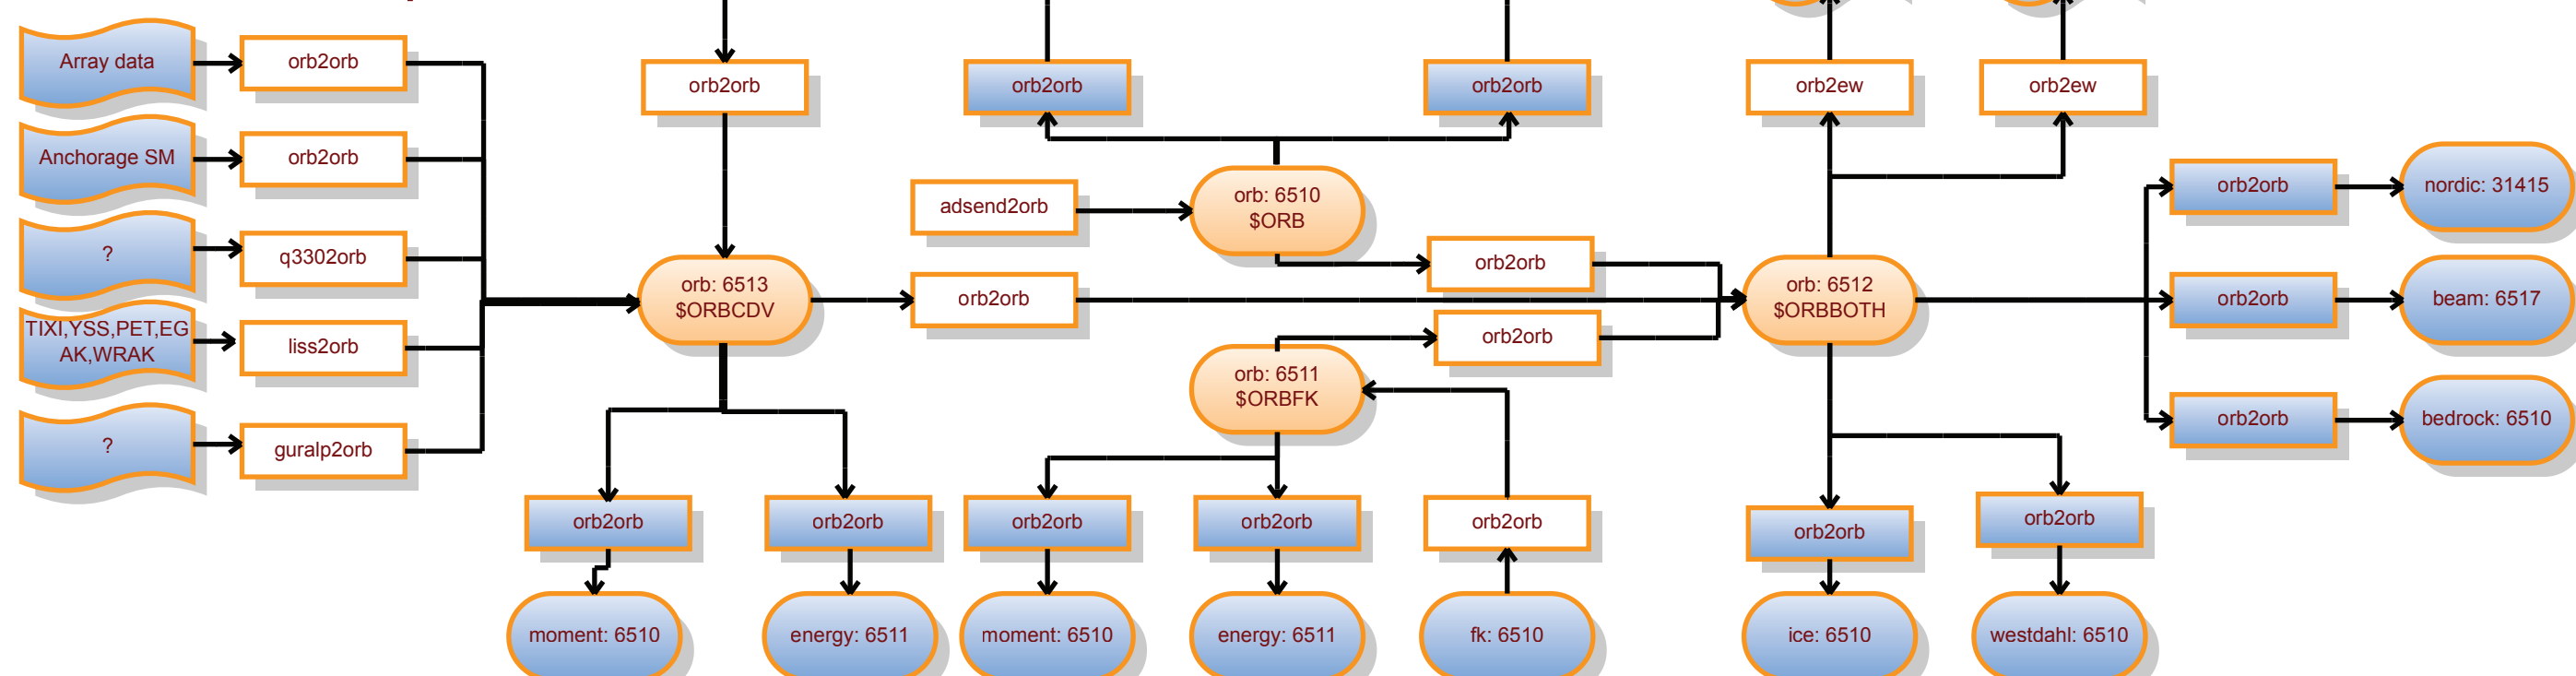 Array data
orb2orb
orb2orb
orb2orb
orb2orb
orb2ew
orb2ew
Anchorage SM
orb2orb
adsend2orb
orb: 6510
$ORB
orb2orb
nordic: 31415
?
q3302orb
orb2orb
orb: 6513
$ORBCDV
orb2orb
orb: 6512
$ORBBOTH
orb2orb
beam: 6517
TIXI,YSS,PET,EG
AK,WRAK
liss2orb
orb2orb
orb: 6511
$ORBFK
?
guralp2orb
orb2orb
bedrock: 6510
orb2orb
orb2orb
orb2orb
orb2orb
orb2orb
orb2orb
orb2orb
moment: 6510
energy: 6511
moment: 6510
energy: 6511
fk: 6510
ice: 6510
westdahl: 6510